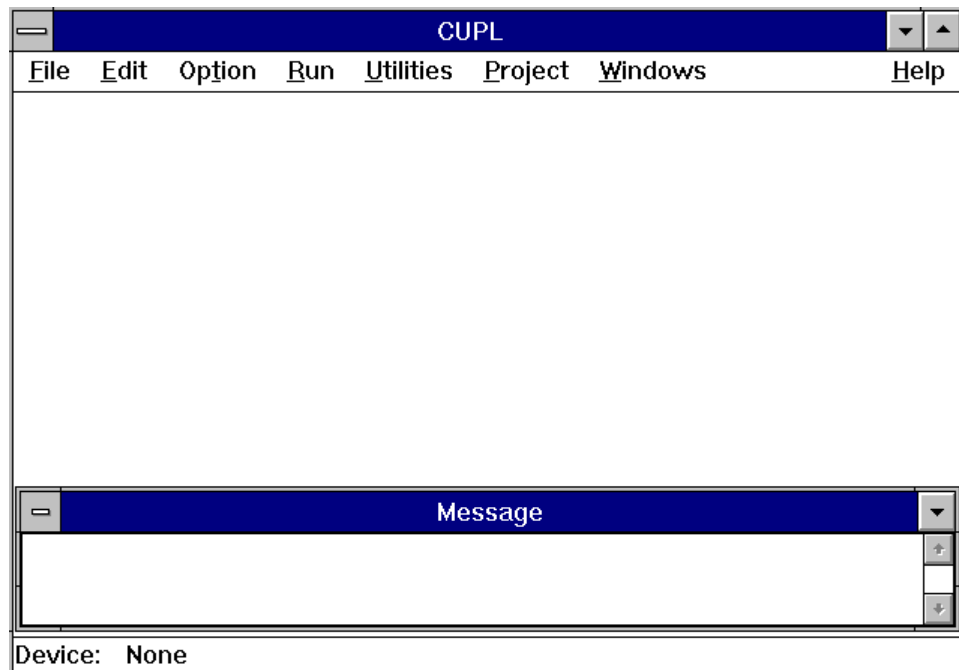 CUPL
File Edit Option Run Utilities Project Windows Help
Message
Device: None